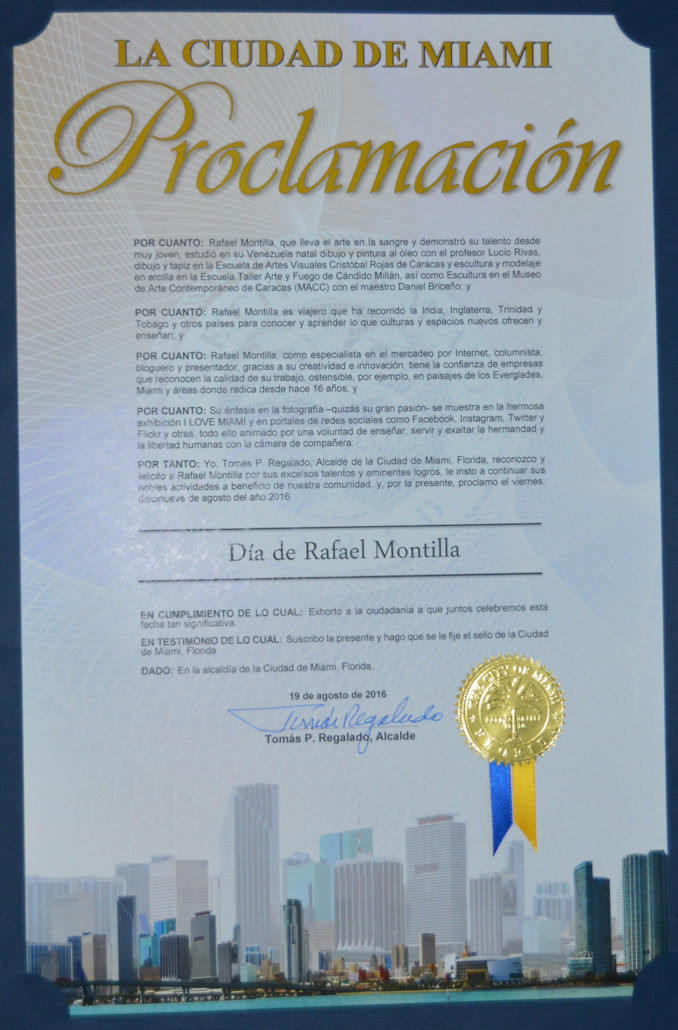 LA CIUDAD DE MIAMI
Proclamación
POR CUANTO: Rafael Montilla, que lleva el arte en la sangre y demonstró su talento desde
muy joven, estudió en su Venezuela natal dibujo y pintura al óleo con el profesor Lucio Rivas,
dibujo y tapiz en la Escuela de Artes Visuales Cristóbal Rojas de Caracas y escultura y modelaje
en arcilla en la Escuela Taller Arte y Fuego de Cándido Millán, así como Escultura en el Museo
de Arte Contemporáneo de Caracas (MACC) con el maestro Daniel Briceño; y
POR CUANTO: Rafael Montilla es viajero que ha recorrido la India, Inglaterra, Trinidad y
Tobago y otros países para conocer y aprender lo que culturas y espacios nuevos ofrecen y
enseñan; y
POR CUANTO: Rafael Montilla, como especialista en el mercadeo por Internet, columnista,
bloguero y presentador, gracias a su creatividad e innovación, tiene la confianza de empresas
que reconocen la calidad de su trabajo, ostensible, por ejemplo, en paisajes de los Everglades,
Miami y áreas donde radica desde hace 16 años; y
POR CUANTO: Su énfasis en la fotografía –quizás su gran pasión- se muestra en la hermosa
exhibición I LOVE MIAMI y en portales de redes sociales como Facebook, Instagram, Twitter y
Flickr y otras, todo ello animado por una voluntad de enseñar, servir y exaltar la hermandad y
la libertad humanas con la cámara de compañera:
POR TANTO: Yo, Tomás P. Regalado, Alcalde de la Ciudad de Miami, Florida, reconozco y
felicito a Rafael Montilla por sus excelsos talentos y eminentes logros, le insto a continuar sus
nobles actividades a beneficio de nuestra comunidad, y, por la presente, proclamo el viernes,
diecinueve de agosto del año 2016
Día de Rafael Montilla
EN CUMPLIMIENTO DE LO CUAL: Exhorto a la ciudadanía a que juntos celebremos esta
fecha tan significativa.
EN TESTIMONIO DE LO CUAL: Suscribo la presente y hago que se le fije el sello de la Ciudad
de Miami, Florida.
DADO: En la alcaldía de la Ciudad de Miami, Florida.
19 de agosto de 2016
Tomás Regalado
Tomás P. Regalado, Alcalde
THE CITY OF MIAMI
FLORIDA